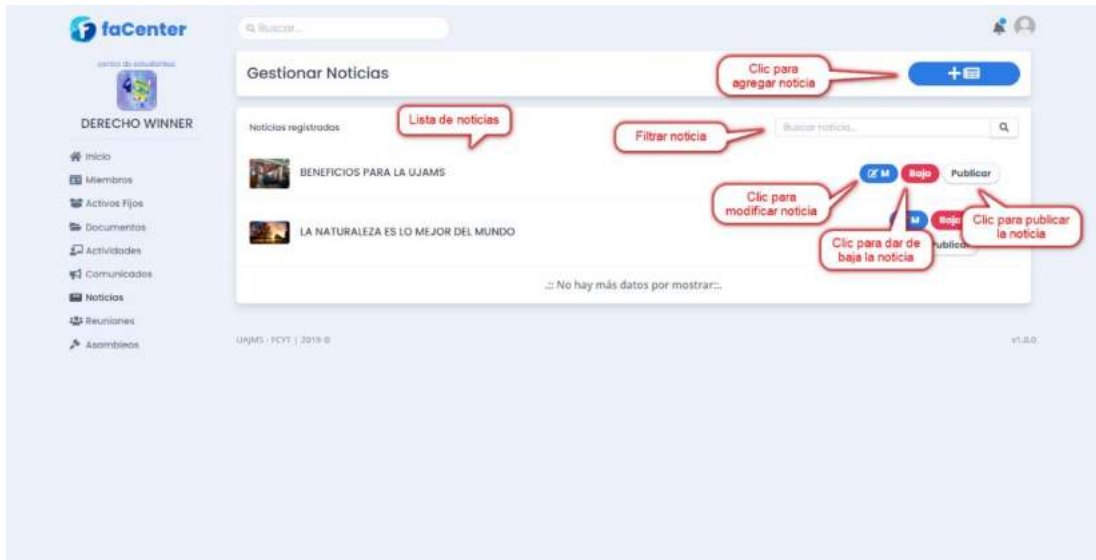 faCenter
Buscar...
centro de estudiantes
DERECHO WINNER
Inicio
Miembros
Activos Fijos
Documentos
Actividades
Comunicados
Noticias
Reuniones
Asambleas
Gestionar Noticias
Clic para
agregar noticia
Noticias registradas
Lista de noticias
Filtrar noticia
Buscar noticia...
BENEFICIOS PARA LA UJAMS
M Baja Publicar
Clic para
modificar noticia
LA NATURALEZA ES LO MEJOR DEL MUNDO
M Baja
Publicar
Clic para dar de
baja la noticia
Clic para publicar
la noticia
.:: No hay más datos por mostrar::.
UAJMS - FCYT | 2019 ©
v1.0.0